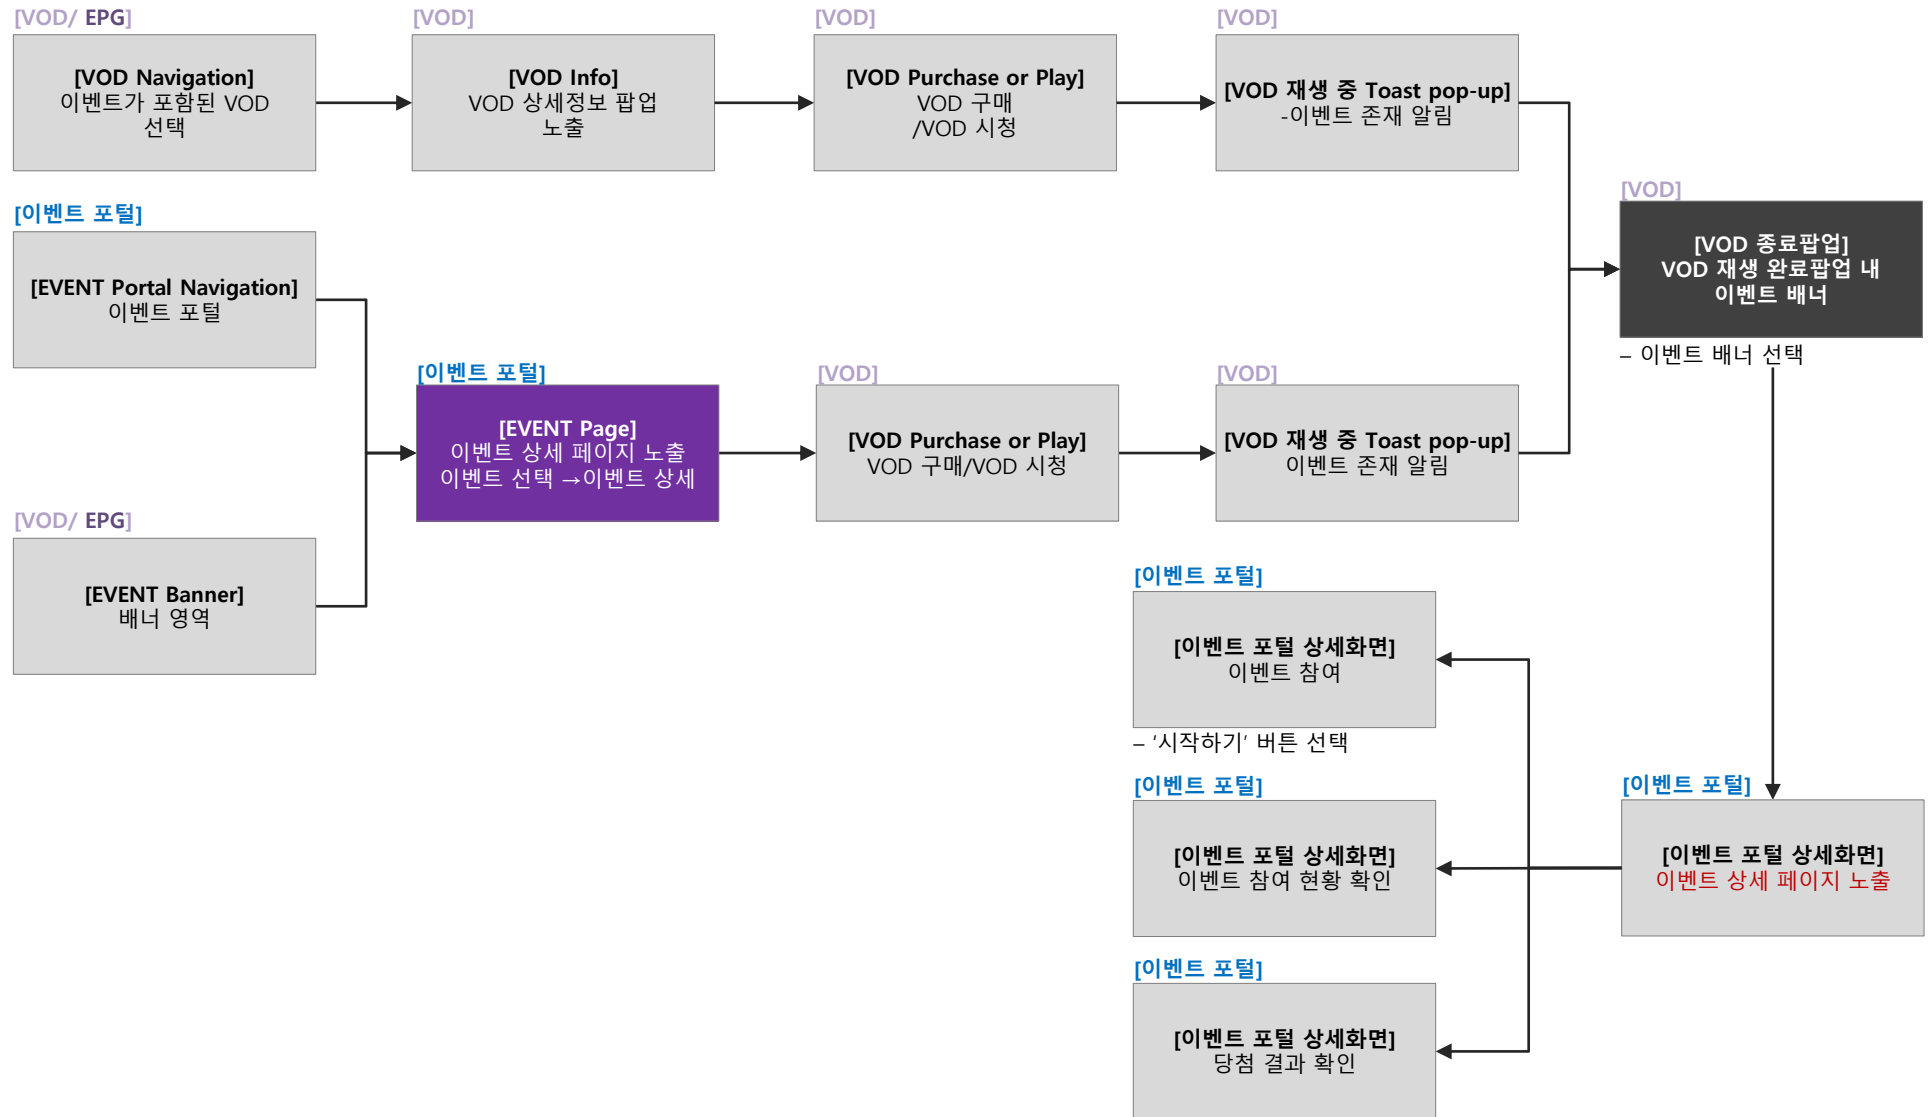 [VOD/ EPG]
[VOD Navigation]
이벤트가 포함된 VOD
선택
[VOD]
[VOD Info]
VOD 상세정보 팝업
노출
[VOD]
[VOD Purchase or Play]
VOD 구매
/VOD 시청
[VOD]
[VOD 재생 중 Toast pop-up]
-이벤트 존재 알림
[VOD]
[VOD 종료팝업]
VOD 재생 완료팝업 내
이벤트 배너
– 이벤트 배너 선택
[이벤트 포털]
[EVENT Portal Navigation]
이벤트 포털
[VOD/ EPG]
[EVENT Banner]
배너 영역
[이벤트 포털]
[EVENT Page]
이벤트 상세 페이지 노출
이벤트 선택 →이벤트 상세
[VOD]
[VOD Purchase or Play]
VOD 구매/VOD 시청
[VOD]
[VOD 재생 중 Toast pop-up]
이벤트 존재 알림
[이벤트 포털]
[이벤트 포털 상세화면]
이벤트 참여
– ‘시작하기’ 버튼 선택
[이벤트 포털]
[이벤트 포털 상세화면]
이벤트 참여 현황 확인
[이벤트 포털]
[이벤트 포털 상세화면]
이벤트 상세 페이지 노출
[이벤트 포털]
[이벤트 포털 상세화면]
당첨 결과 확인